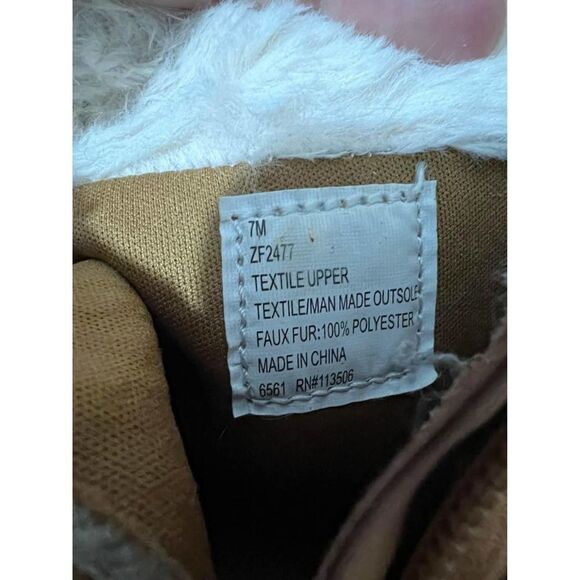 7M
ZF2477
TEXTILE UPPER
TEXTILE/MAN MADE OUTSOLE
FAUX FUR:100% POLYESTER
MADE IN CHINA
6561 RN#113506